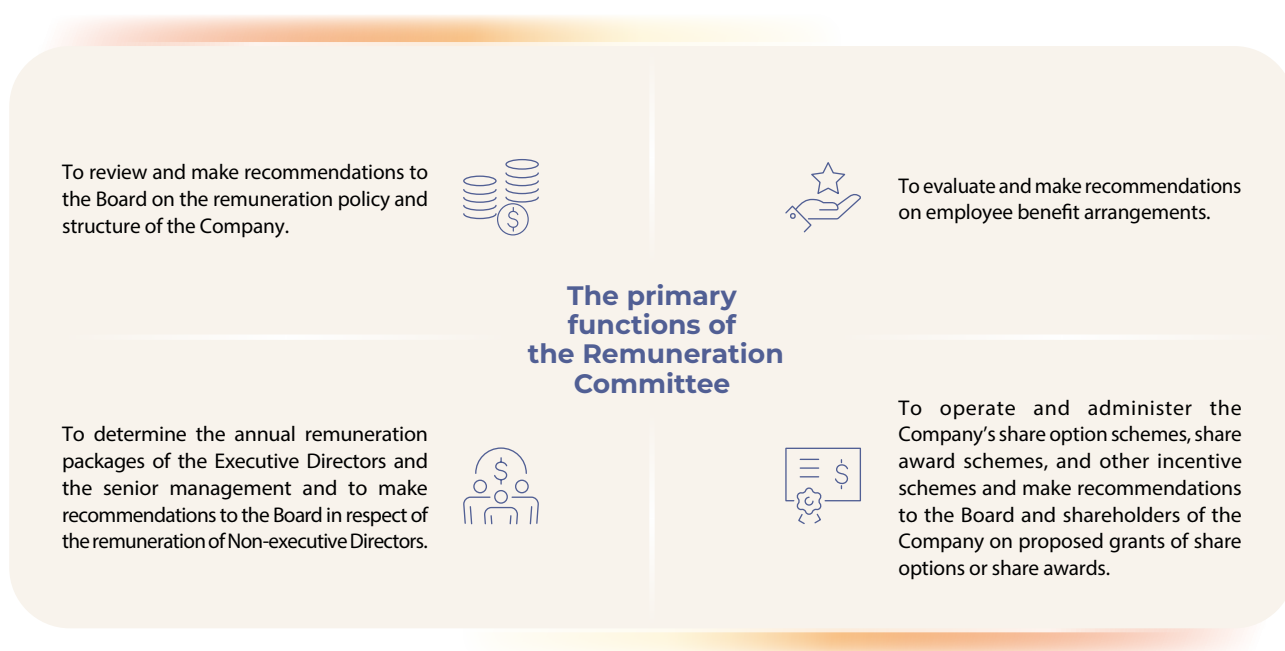 To review and make recommendations to
the Board on the remuneration policy and
structure of the Company.
$
To evaluate and make recommendations
on employee benefit arrangements.
The primary
functions of
the Remuneration
Committee
To determine the annual remuneration
packages of the Executive Directors and
the senior management and to make
recommendations to the Board in respect of
the remuneration of Non-executive Directors.
$
$
To operate and administer the
Company's share option schemes, share
award schemes, and other incentive
schemes and make recommendations
to the Board and shareholders of the
Company on proposed grants of share
options or share awards.